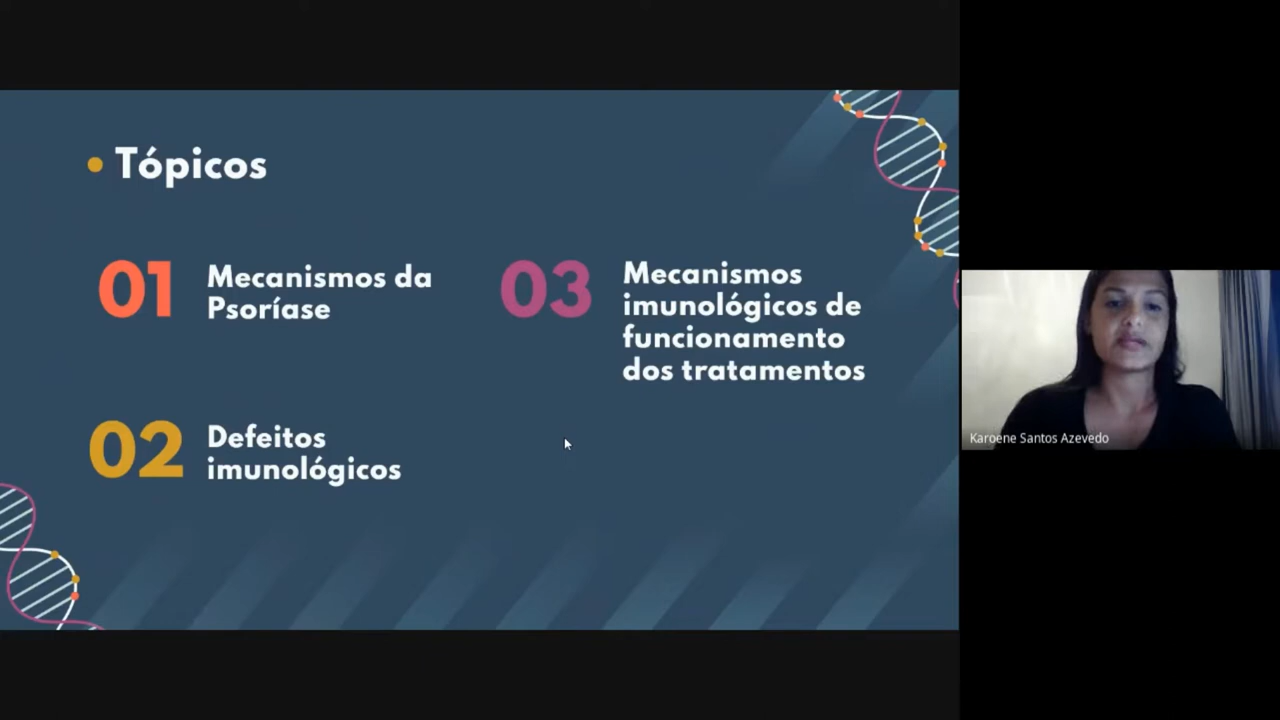 Tópicos
01
Mecanismos da
Psoríase
02
Defeitos
imunológicos
03
Mecanismos
imunológicos de
funcionamento
dos tratamentos
Karoene Santos Azevedo